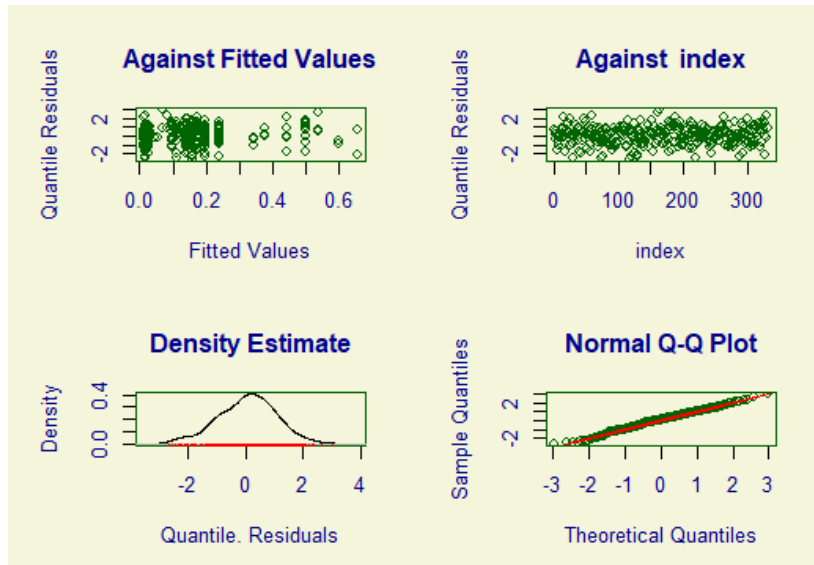 Against Fitted Values
Quantile Residuals
-2 2
0.0 0.2 0.4 0.6
Fitted Values
Against index
Quantile Residuals
-2 2
0 100 200 300
index
Density Estimate
Density
0.0 0.4
-2 0 2 4
Quantile. Residuals
Normal Q-Q Plot
Sample Quantiles
-2 2
-3 -2 -1 0 1 2 3
Theoretical Quantiles